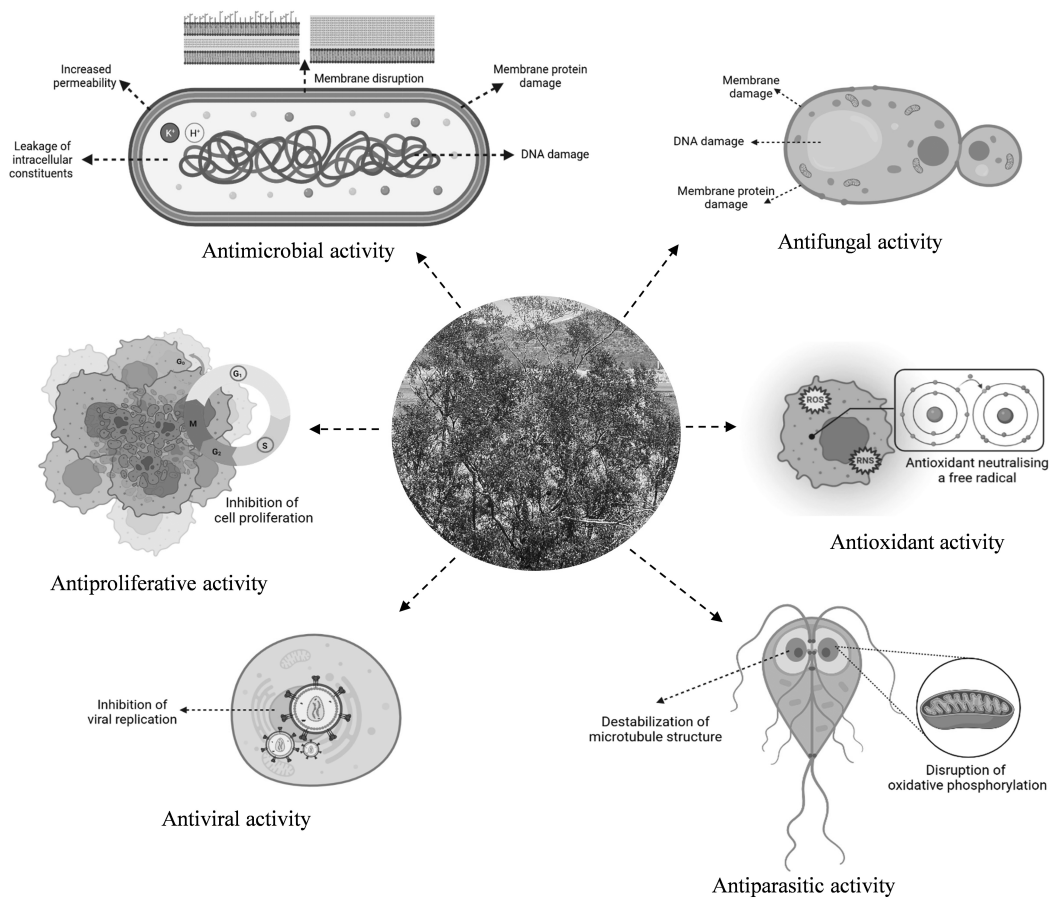 Increased
permeability
Membrane disruption
Membrane protein
damage
K⁺
H⁺
Leakage of
intracellular
constituents
DNA damage
Antimicrobial activity
Membrane
damage
DNA damage
Membrane protein
damage
Antifungal activity
G₀
G₁
M
S
G₂
Inhibition of
cell proliferation
Antiproliferative activity
ROS
RNS
Antioxidant neutralising
a free radical
Antioxidant activity
Inhibition of
viral replication
Antiviral activity
Destabilization of
microtubule structure
Disruption of
oxidative phosphorylation
Antiparasitic activity